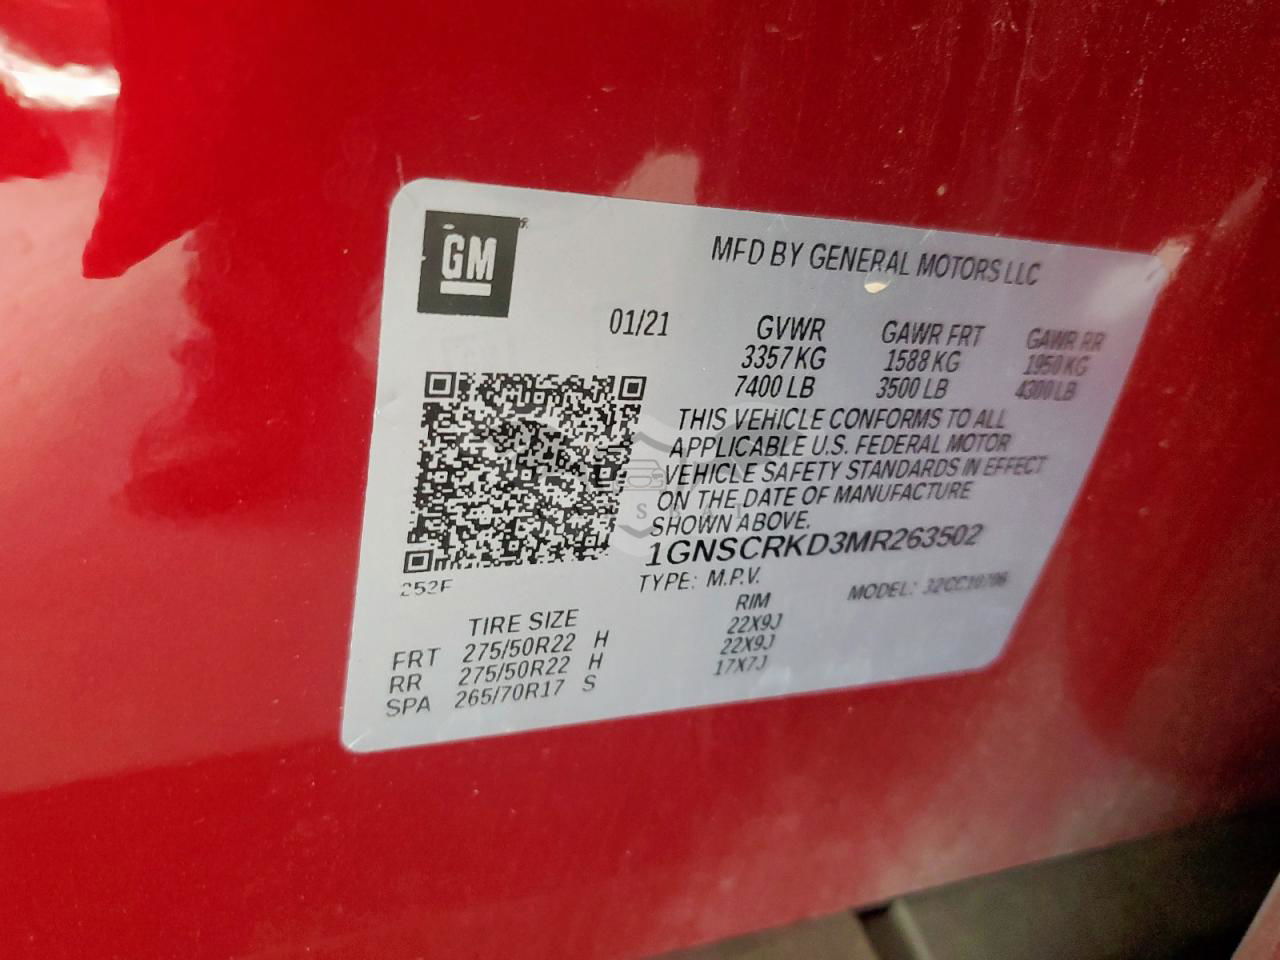 GM
MFD BY GENERAL MOTORS LLC
01/21
GVWR GAWR FRT GAWR RR
3357 KG 1588 KG 1950 KG
7400 LB 3500 LB 4300 LB
THIS VEHICLE CONFORMS TO ALL
APPLICABLE U.S. FEDERAL MOTOR
VEHICLE SAFETY STANDARDS IN EFFECT
ON THE DATE OF MANUFACTURE
SHOWN ABOVE.
1GNSCRKD3MR263502
252F
TYPE: M.P.V. MODEL:
TIRE SIZE RIM
FRT 275/50R22 H 22X9J
RR 275/50R22 H 22X9J
SPA 265/70R17 S 17X7J